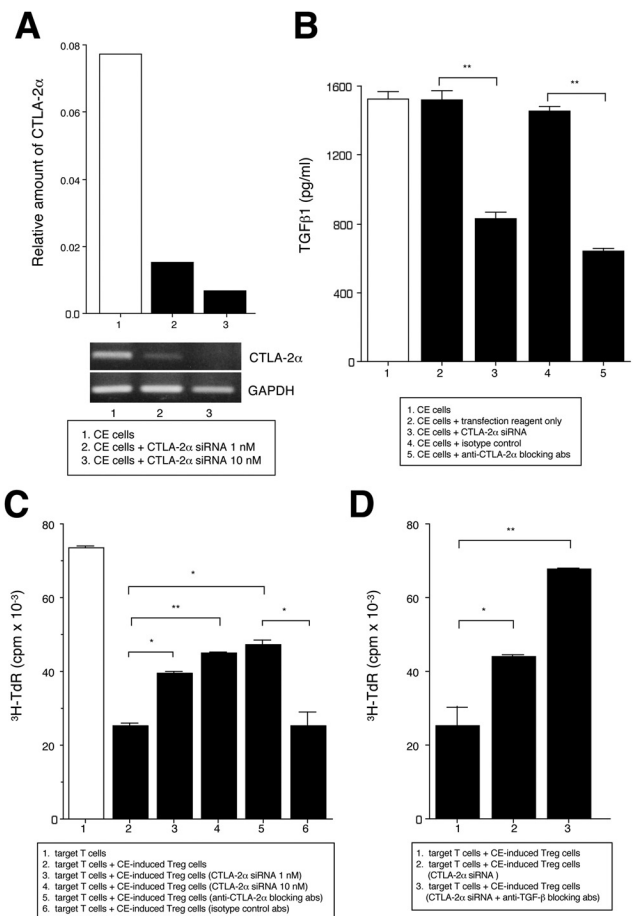 A
Relative amount of CTLA-2α
0.08
0.06
0.04
0.02
0.0
1 2 3
CTLA-2α
GAPDH
1 2 3
1. CE cells
2. CE cells + CTLA-2α siRNA 1 nM
3. CE cells + CTLA-2α siRNA 10 nM
B
TGFβ1 (pg/ml)
1600
1400
800
400
0
** **
1 2 3 4 5
1. CE cells
2. CE cells + transfection reagent only
3. CE cells + CTLA-2α siRNA
4. CE cells + isotype control
5. CE cells + anti-CTLA-2α blocking abs
C
³H-TdR (cpm x 10⁻³)
80
60
40
20
0
*
**
* *
1 2 3 4 5 6
1. target T cells
2. target T cells + CE-induced Treg cells
3. target T cells + CE-induced Treg cells (CTLA-2α siRNA 1 nM)
4. target T cells + CE-induced Treg cells (CTLA-2α siRNA 10 nM)
5. target T cells + CE-induced Treg cells (anti-CTLA-2α blocking abs)
6. target T cells + CE-induced Treg cells (isotype control abs)
D
³H-TdR (cpm x 10⁻³)
80
60
40
20
0
**
*
1 2 3
1. target T cells + CE-induced Treg cells
2. target T cells + CE-induced Treg cells
(CTLA-2α siRNA )
3. target T cells + CE-induced Treg cells
(CTLA-2α siRNA + anti-TGF-β blocking abs)